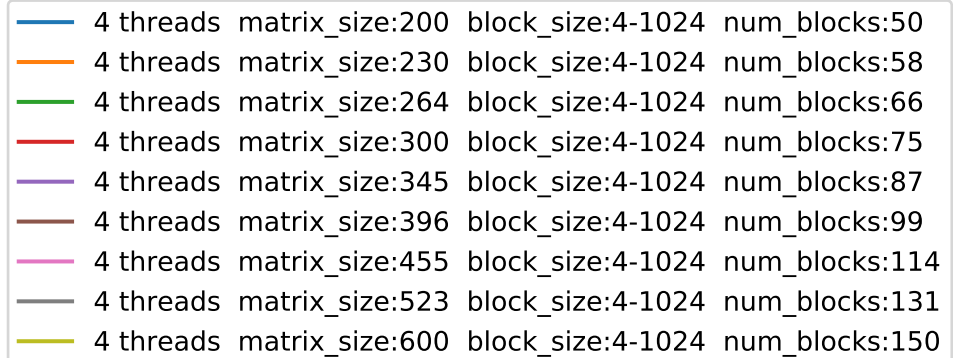 4 threads matrix_size:200 block_size:4-1024 num_blocks:50
4 threads matrix_size:230 block_size:4-1024 num_blocks:58
4 threads matrix_size:264 block_size:4-1024 num_blocks:66
4 threads matrix_size:300 block_size:4-1024 num_blocks:75
4 threads matrix_size:345 block_size:4-1024 num_blocks:87
4 threads matrix_size:396 block_size:4-1024 num_blocks:99
4 threads matrix_size:455 block_size:4-1024 num_blocks:114
4 threads matrix_size:523 block_size:4-1024 num_blocks:131
4 threads matrix_size:600 block_size:4-1024 num_blocks:150